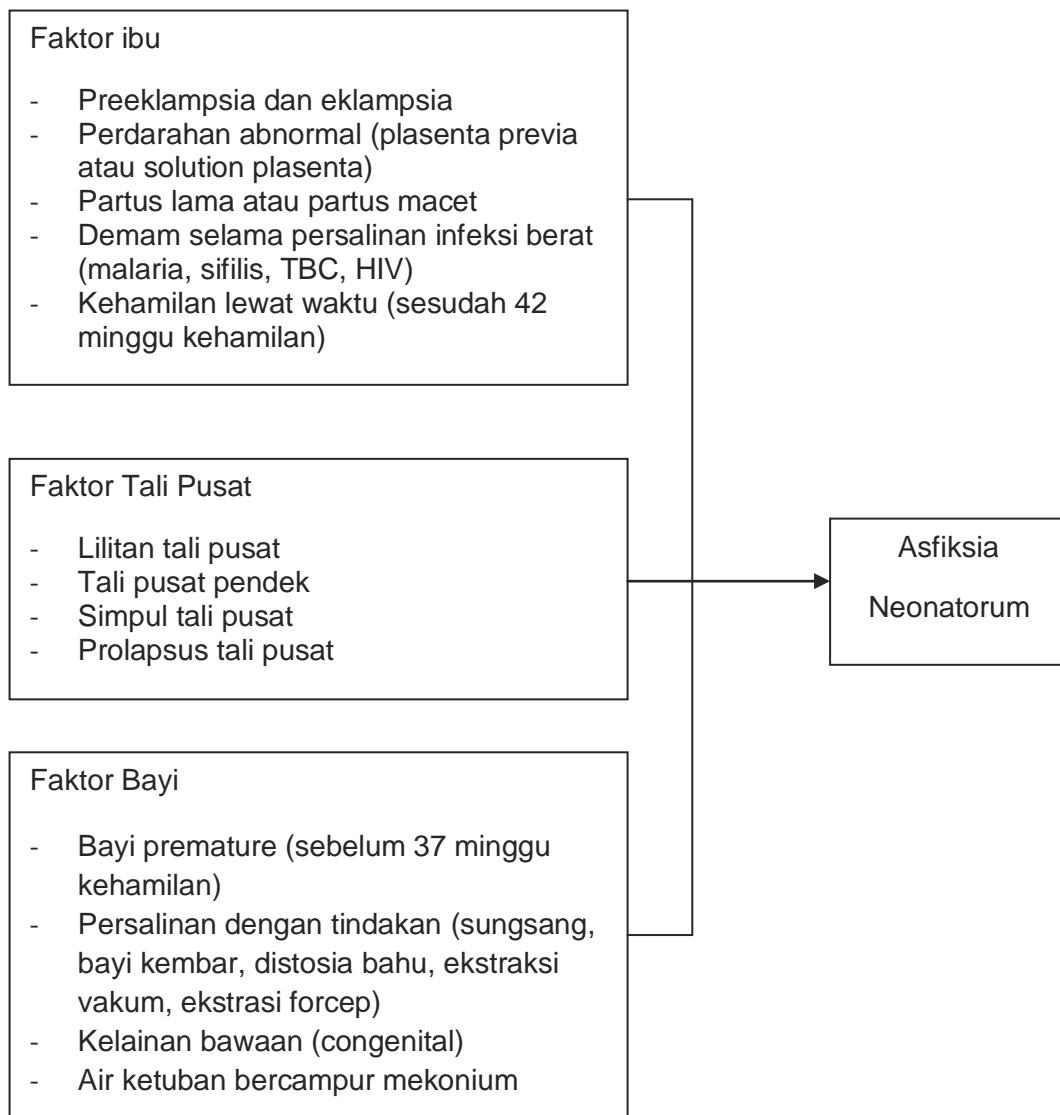 Faktor ibu
- Preeklampsia dan eklampsia
- Perdarahan abnormal (plasenta previa
atau solution plasenta)
- Partus lama atau partus macet
- Demam selama persalinan infeksi berat
(malaria, sifilis, TBC, HIV)
- Kehamilan lewat waktu (sesudah 42
minggu kehamilan)
Faktor Tali Pusat
- Lilitan tali pusat
- Tali pusat pendek
- Simpul tali pusat
- Prolapsus tali pusat
Asfiksia
Neonatorum
Faktor Bayi
- Bayi premature (sebelum 37 minggu
kehamilan)
- Persalinan dengan tindakan (sungsang,
bayi kembar, distosia bahu, ekstraksi
vakum, ekstrasi forcep)
- Kelainan bawaan (congenital)
- Air ketuban bercampur mekonium